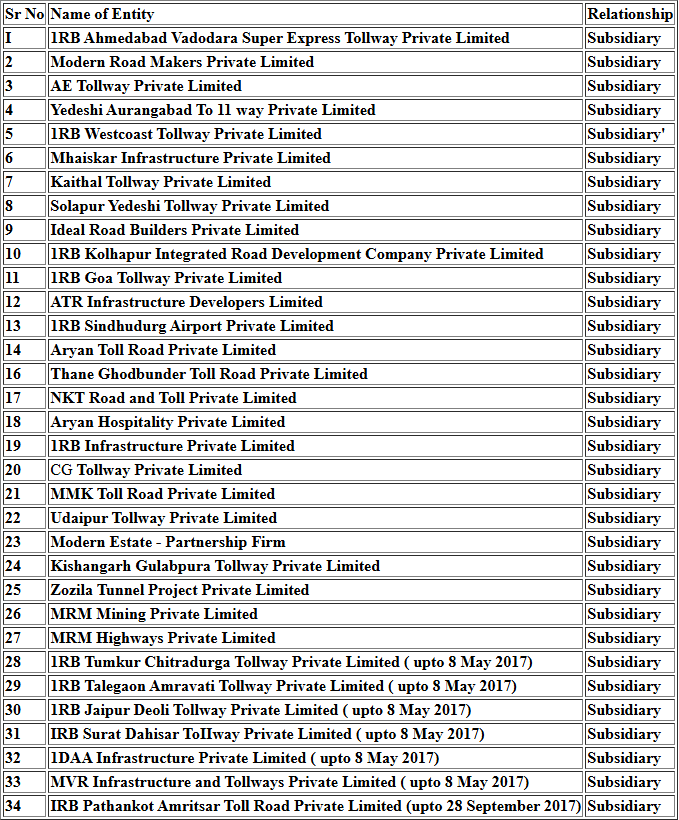 Sr No Name of Entity Relationship
I 1RB Ahmedabad Vadodara Super Express Tollway Private Limited Subsidiary
2 Modern Road Makers Private Limited Subsidiary
3 AE Tollway Private Limited Subsidiary
4 Yedeshi Aurangabad To 11 way Private Limited Subsidiary
5 1RB Westcoast Tollway Private Limited Subsidiary'
6 Mhaiskar Infrastructure Private Limited Subsidiary
7 Kaithal Tollway Private Limited Subsidiary
8 Solapur Yedeshi Tollway Private Limited Subsidiary
9 Ideal Road Builders Private Limited Subsidiary
10 1RB Kolhapur Integrated Road Development Company Private Limited Subsidiary
11 1RB Goa Tollway Private Limited Subsidiary
12 ATR Infrastructure Developers Limited Subsidiary
13 1RB Sindhudurg Airport Private Limited Subsidiary
14 Aryan Toll Road Private Limited Subsidiary
16 Thane Ghodbunder Toll Road Private Limited Subsidiary
17 NKT Road and Toll Private Limited Subsidiary
18 Aryan Hospitality Private Limited Subsidiary
19 1RB Infrastructure Private Limited Subsidiary
20 CG Tollway Private Limited Subsidiary
21 MMK Toll Road Private Limited Subsidiary
22 Udaipur Tollway Private Limited Subsidiary
23 Modern Estate - Partnership Firm Subsidiary
24 Kishangarh Gulabpura Tollway Private Limited Subsidiary
25 Zozila Tunnel Project Private Limited Subsidiary
26 MRM Mining Private Limited Subsidiary
27 MRM Highways Private Limited Subsidiary
28 1RB Tumkur Chitradurga Tollway Private Limited ( upto 8 May 2017) Subsidiary
29 1RB Talegaon Amravati Tollway Private Limited ( upto 8 May 2017) Subsidiary
30 1RB Jaipur Deoli Tollway Private Limited ( upto 8 May 2017) Subsidiary
31 IRB Surat Dahisar ToIIway Private Limited ( upto 8 May 2017) Subsidiary
32 1DAA Infrastructure Private Limited ( upto 8 May 2017) Subsidiary
33 MVR Infrastructure and Tollways Private Limited ( upto 8 May 2017) Subsidiary
34 IRB Pathankot Amritsar Toll Road Private Limited (upto 28 September 2017) Subsidiary